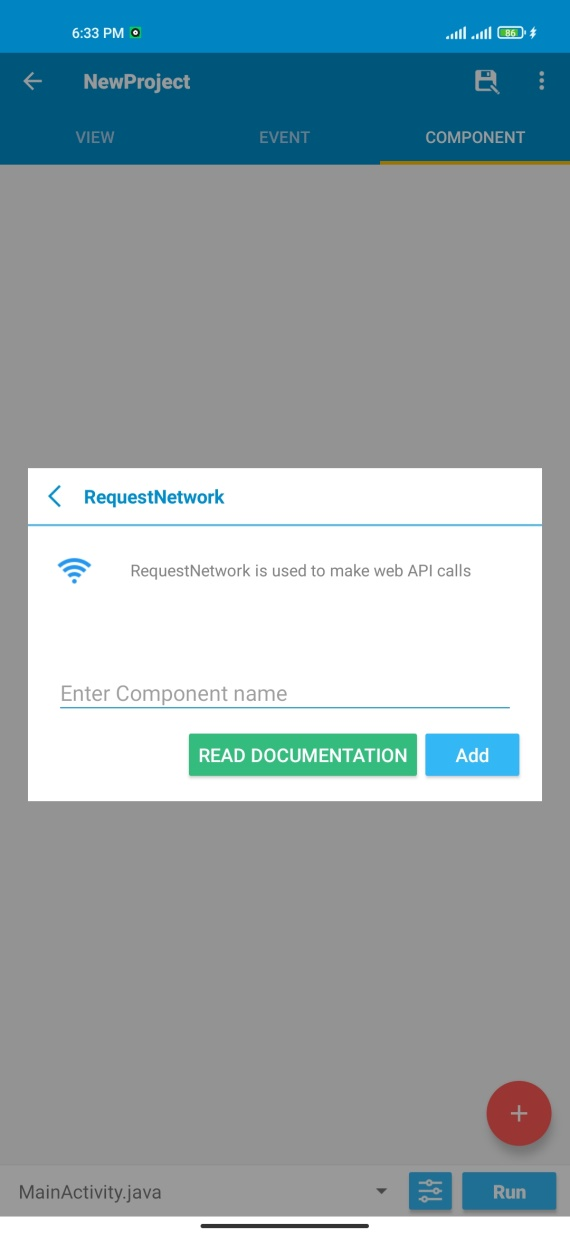 6:33 PM
86
NewProject
VIEW
EVENT
COMPONENT
RequestNetwork
RequestNetwork is used to make web API calls
Enter Component name
READ DOCUMENTATION
Add
MainActivity.java
Run